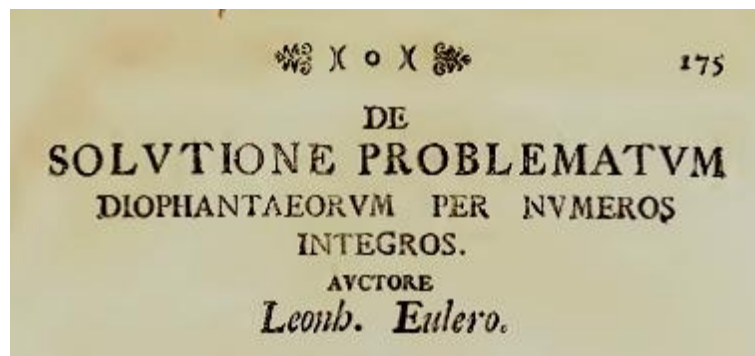 )( o )( 175
DE
SOLVTIONE PROBLEMATVM
DIOPHANTAEORVM PER NVMEROS
INTEGROS.
AVCTORE
Leonh. Eulero.